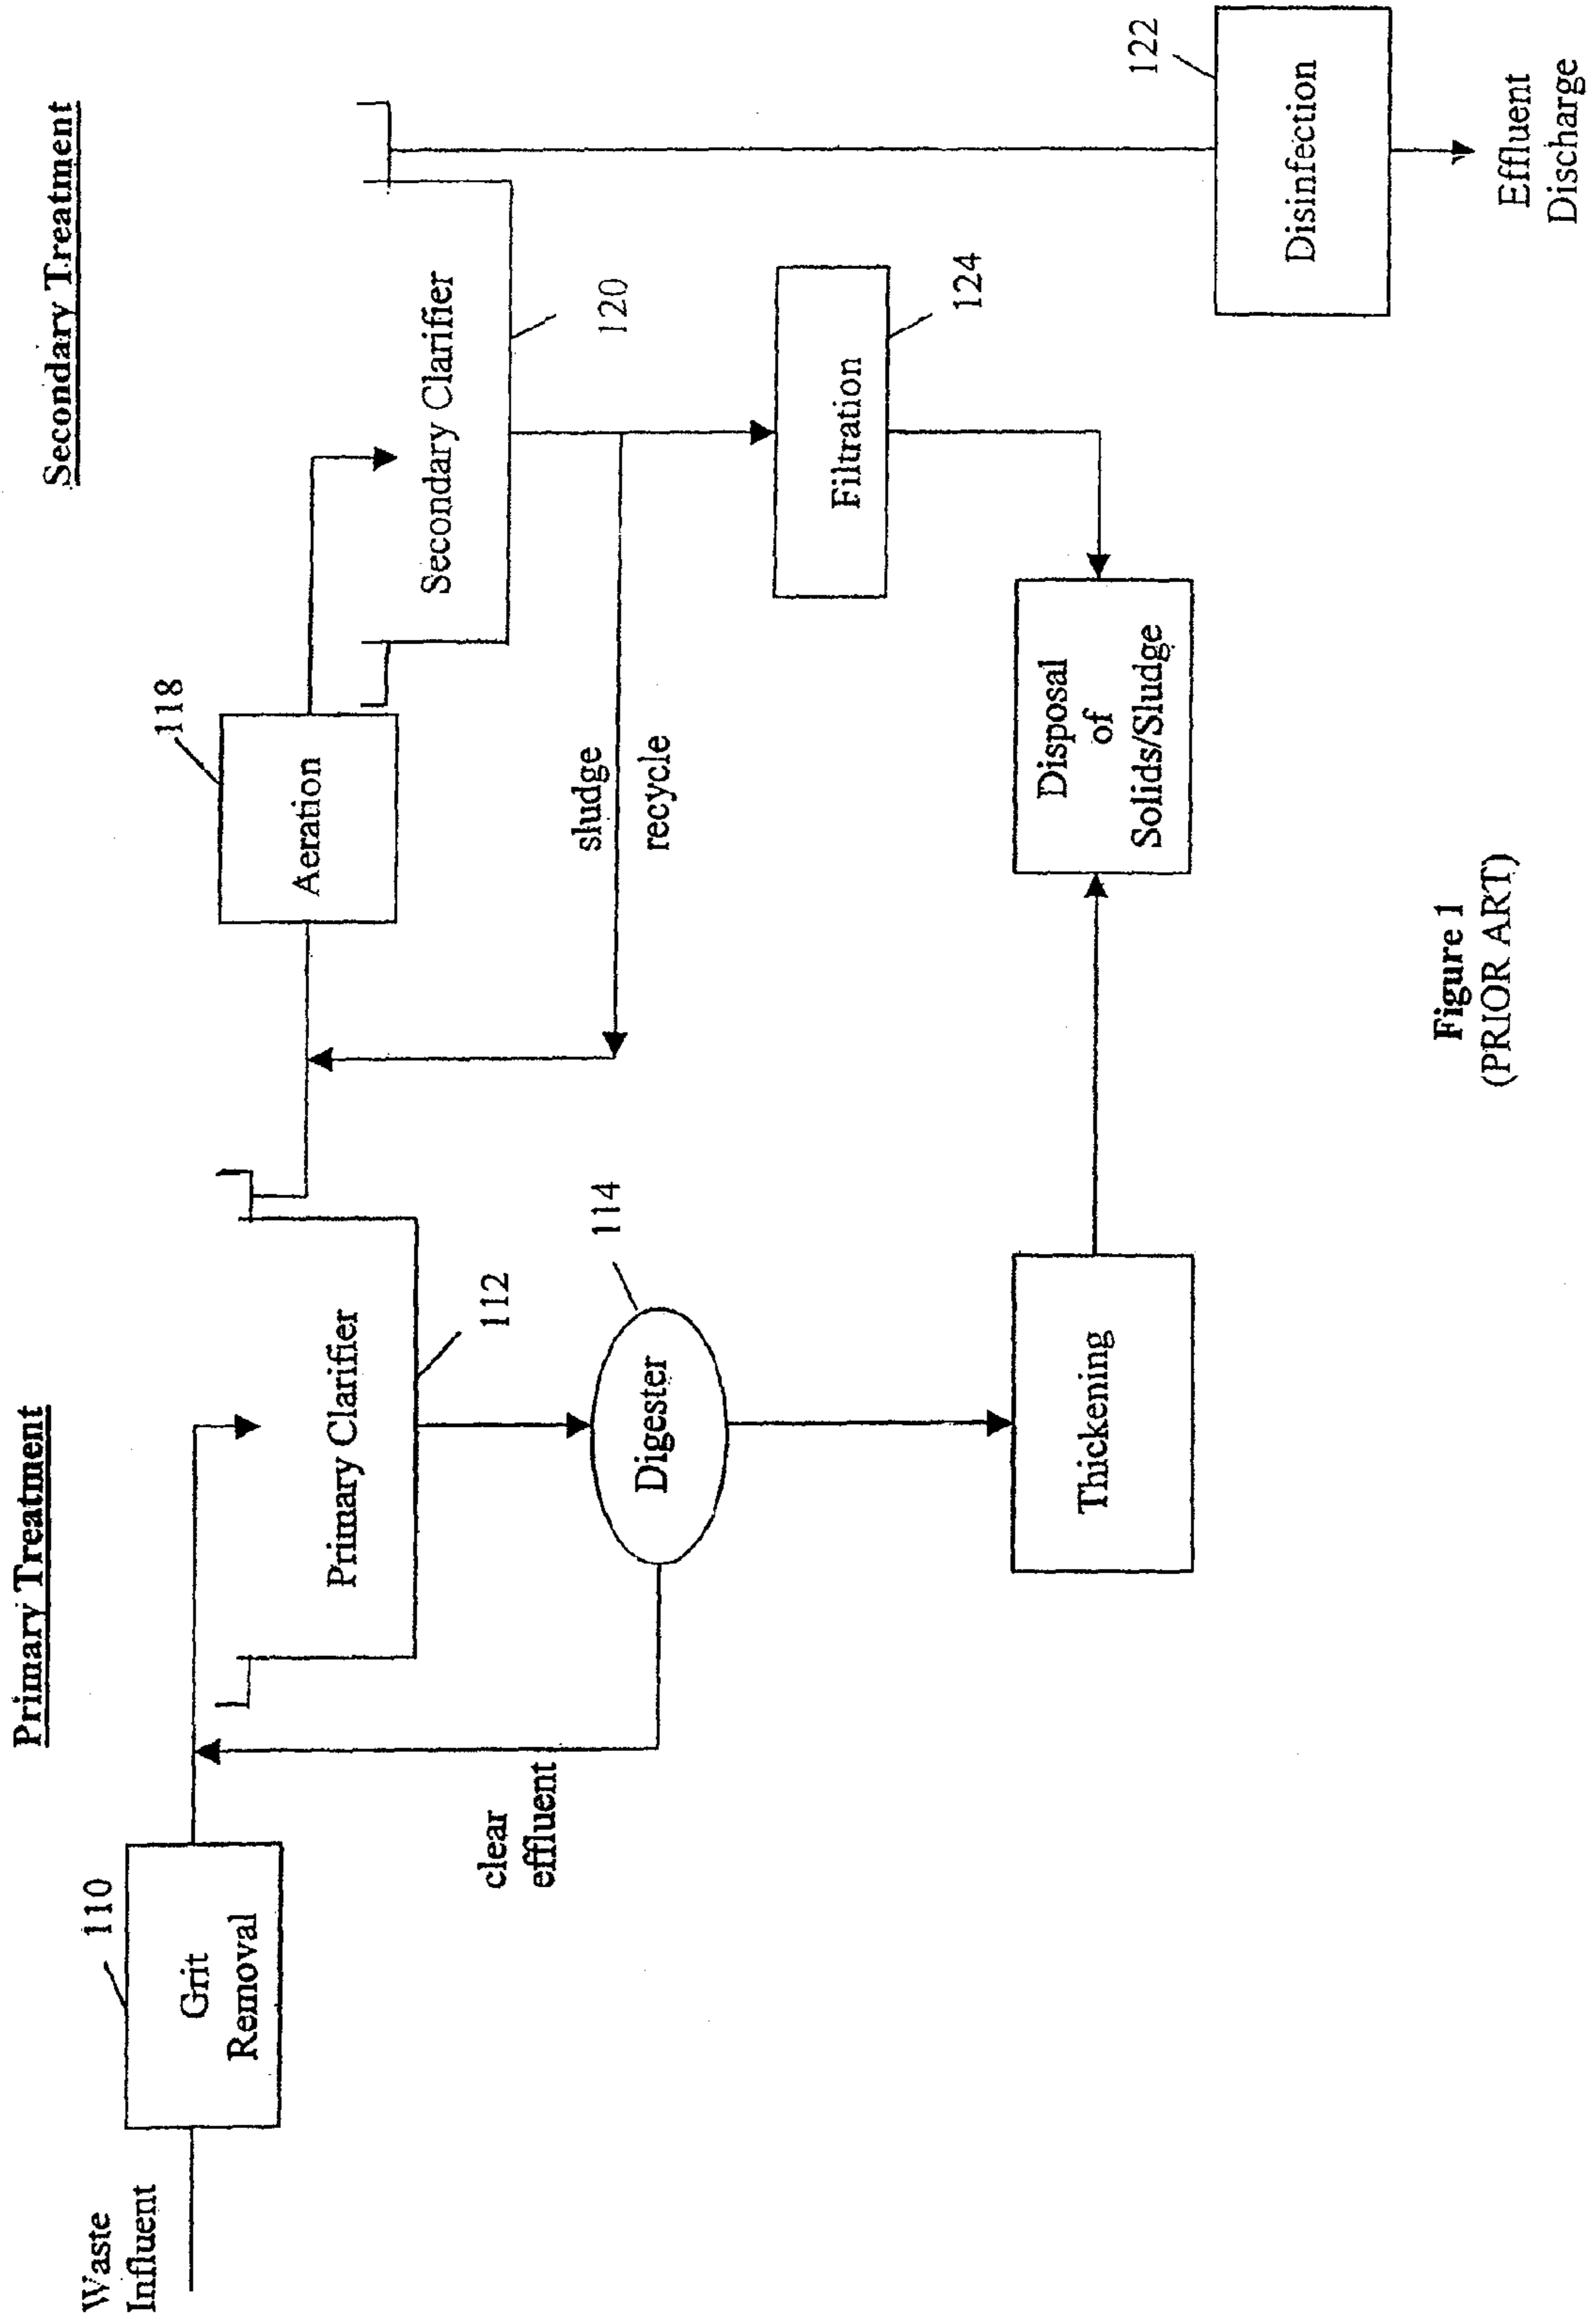 Primary Treatment
Secondary Treatment
Waste
Influent
110
Grit
Removal
clear
effluent
Primary Clarifier
112
Digester
114
Thickening
118
Aeration
sludge
recycle
Secondary Clarifier
120
Filtration
124
Disposal
of
Solids/Sludge
122
Disinfection
Effluent
Discharge
Figure 1
(PRIOR ART)